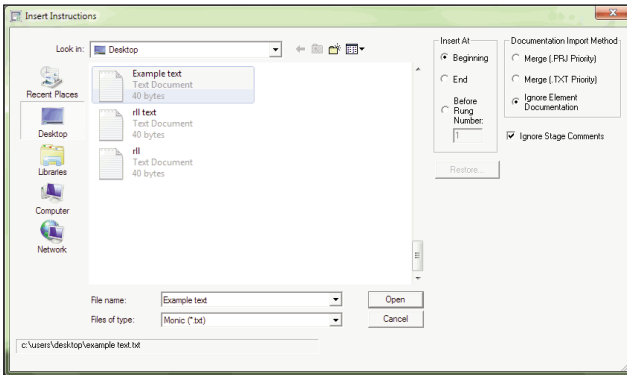 Insert Instructions
Look in:
Desktop
Recent Places
Desktop
Libraries
Computer
Network
Example text
Text Document
40 bytes
rll text
Text Document
40 bytes
rll
Text Document
40 bytes
File name:
Example text
Open
Files of type:
Monic (*.txt)
Cancel
c:\users\desktop\example text.txt
Insert At
Beginning
End
Before
Rung
Number:
1
Restore...
Documentation Import Method
Merge (.PRJ Priority)
Merge (.TXT Priority)
Ignore Element
Documentation
Ignore Stage Comments